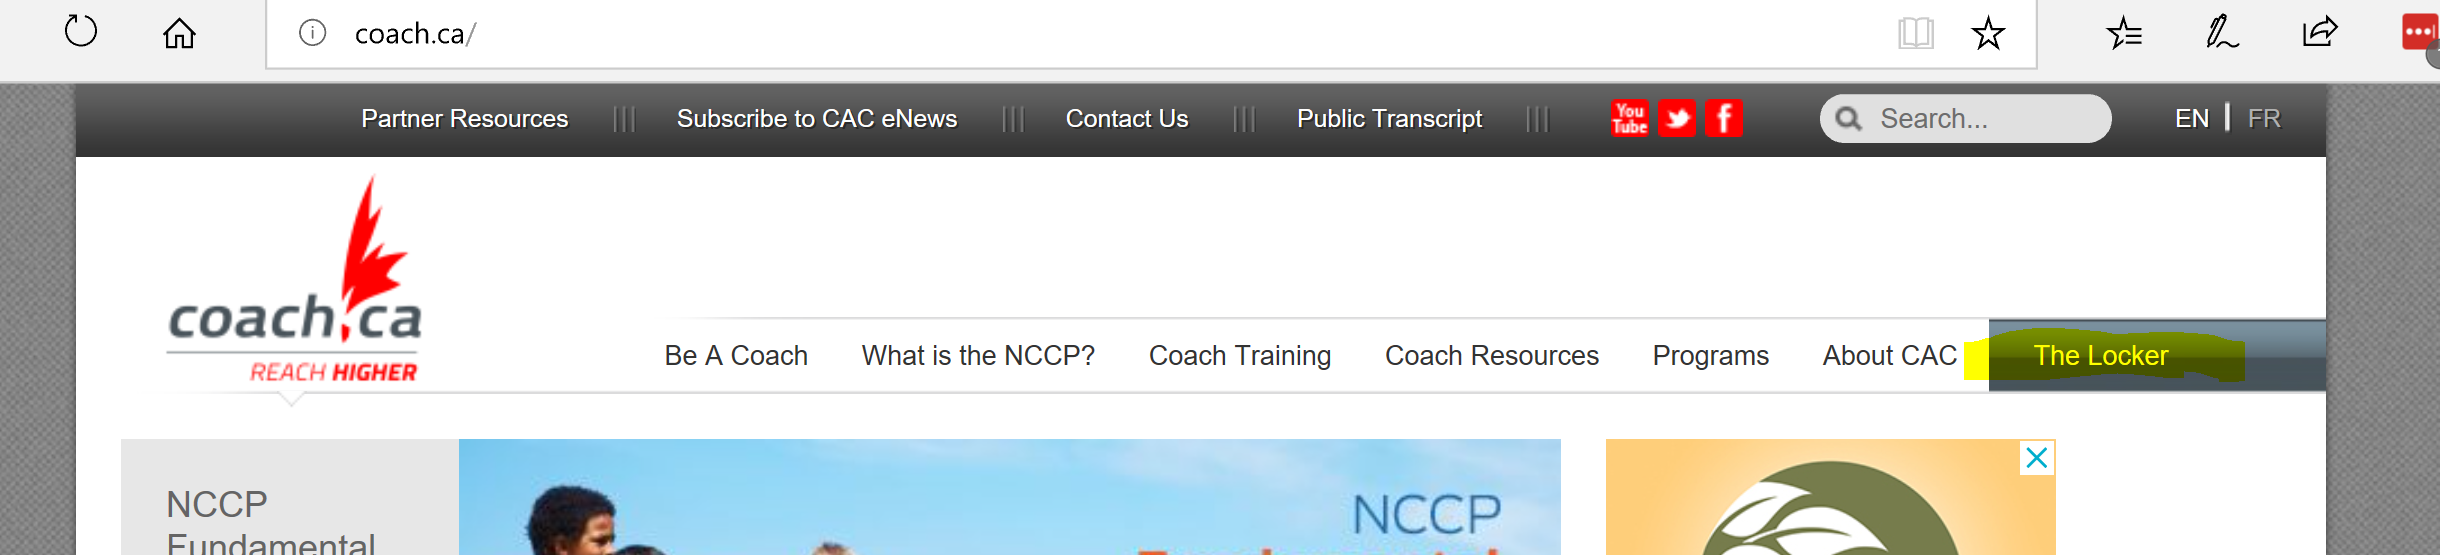 coach.ca/
Partner Resources Subscribe to CAC eNews Contact Us Public Transcript You Tube f Search... EN FR
coach.ca
REACH HIGHER
Be A Coach What is the NCCP? Coach Training Coach Resources Programs About CAC The Locker
NCCP
Fundamental
NCCP